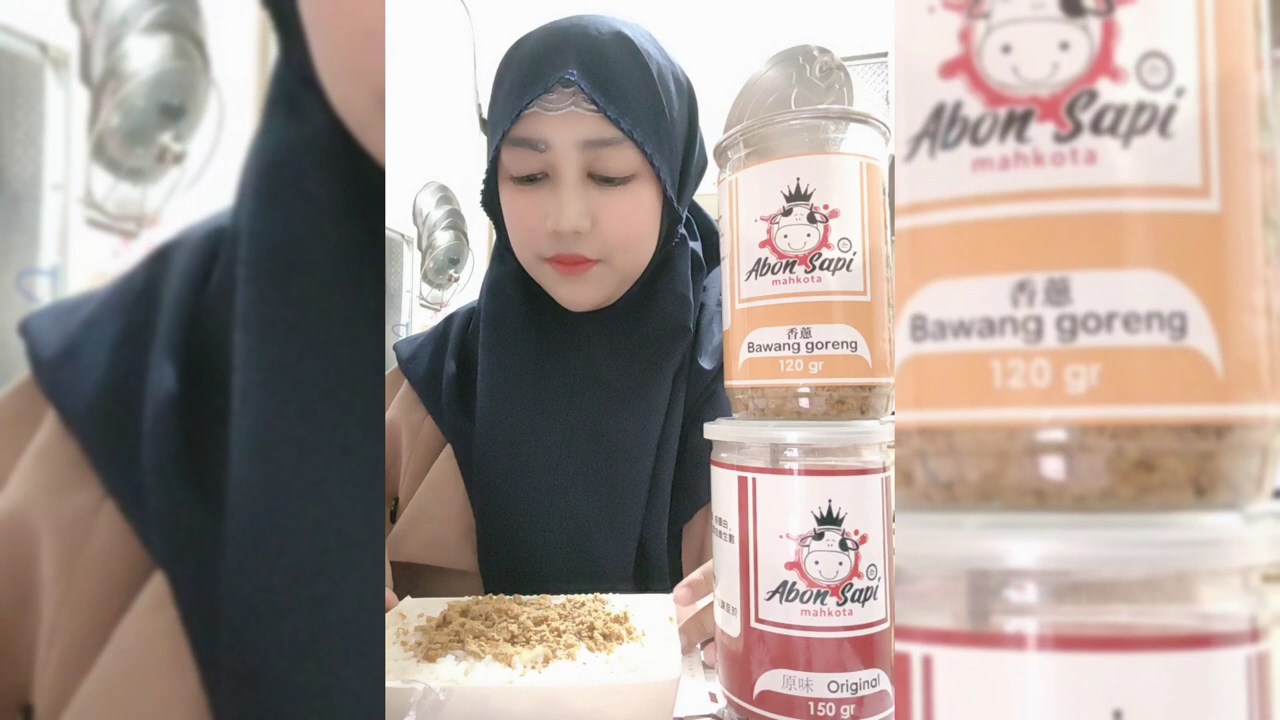 Abon Sapi
mahkota
香蔥
Bawang goreng
120 gr
Abon Sapi
mahkota
原味 Original
150 gr
Abon Sapi
mahkota
香蔥
Bawang goreng
120 gr